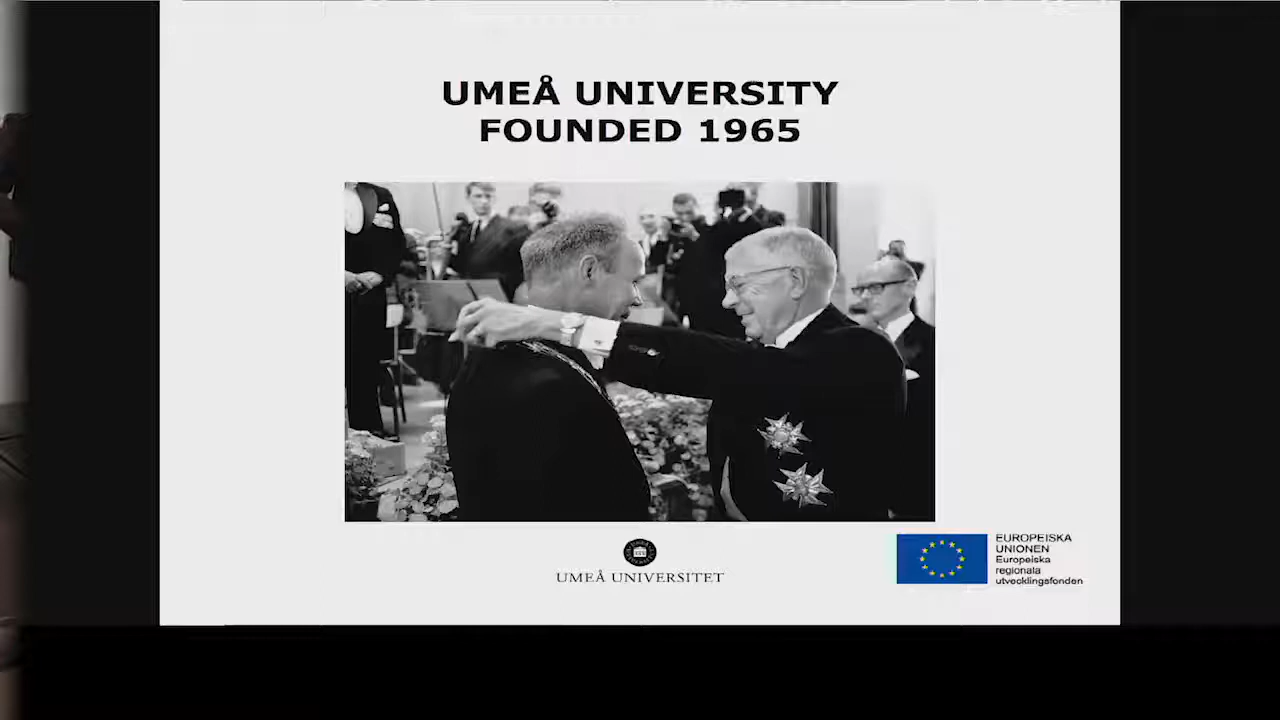 UMEÅ UNIVERSITY
FOUNDED 1965
UMEÅ UNIVERSITET
EUROPEISKA
UNIONEN
Europeiska
regionala
utvecklingsfonden